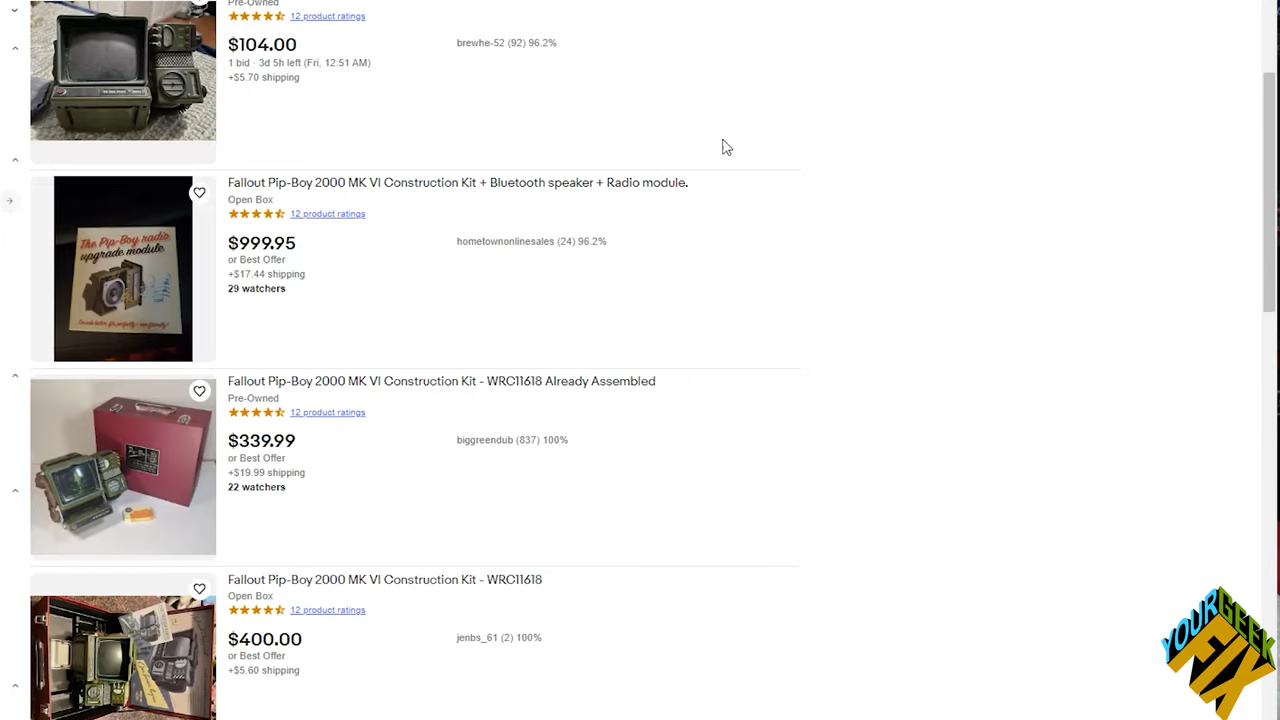 Pre-Owned
12 product ratings
$104.00
brewhe-52 (92) 96.2%
1 bid · 3d 5h left (Fri, 12:51 AM)
+$5.70 shipping
Fallout Pip-Boy 2000 MK VI Construction Kit + Bluetooth speaker + Radio module.
Open Box
12 product ratings
The Pip-Boy radio
upgrade module
$999.95
hometownonlinesales (24) 96.2%
or Best Offer
+$17.44 shipping
29 watchers
Fallout Pip-Boy 2000 MK VI Construction Kit - WRC11618 Already Assembled
Pre-Owned
12 product ratings
$339.99
biggreendub (837) 100%
or Best Offer
+$19.99 shipping
22 watchers
Fallout Pip-Boy 2000 MK VI Construction Kit - WRC11618
Open Box
12 product ratings
$400.00
jenbs_61 (2) 100%
or Best Offer
+$5.60 shipping
YOUR GEEK
FIX